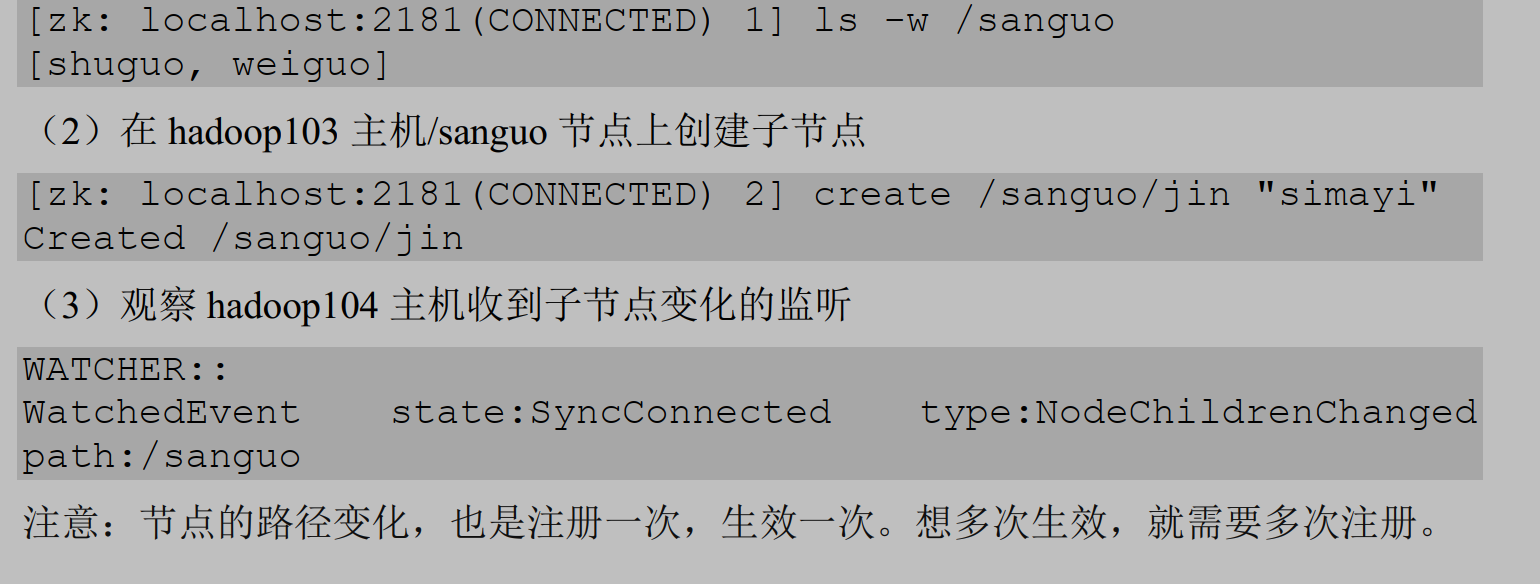 [zk: localhost:2181(CONNECTED) 1] ls -w /sanguo
[shuguo, weiguo]
（2）在 hadoop103 主机/sanguo 节点上创建子节点
[zk: localhost:2181(CONNECTED) 2] create /sanguo/jin "simayi"
Created /sanguo/jin
（3）观察 hadoop104 主机收到子节点变化的监听
WATCHER::
WatchedEvent state:SyncConnected type:NodeChildrenChanged
path:/sanguo
注意：节点的路径变化，也是注册一次，生效一次。想多次生效，就需要多次注册。